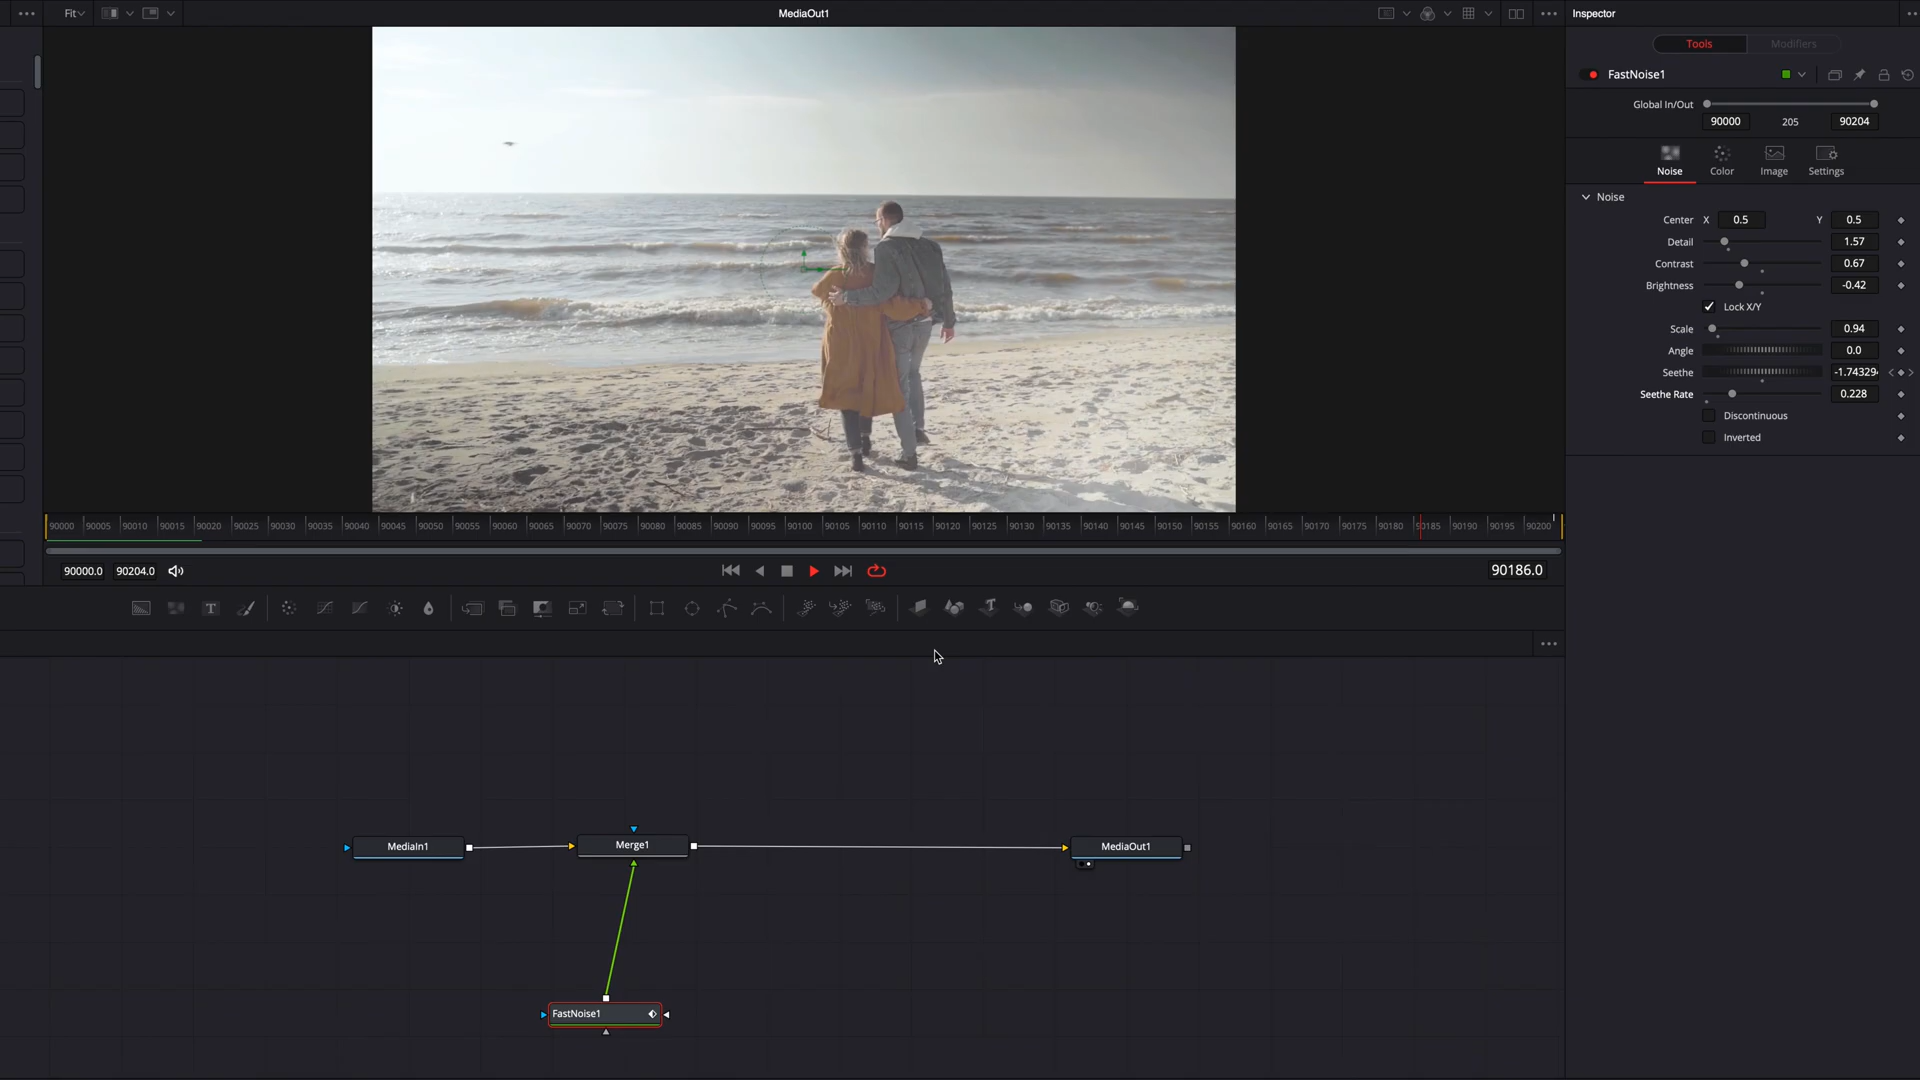 Fit
MediaOut1
Inspector
Tools
Modifiers
FastNoise1
Global In/Out
90000
205
90204
Noise
Color
Image
Settings
Noise
Center X 0.5 Y 0.5
Detail 1.57
Contrast 0.67
Brightness -0.42
Lock X/Y
Scale 0.94
Angle 0.0
Seethe -1.74329
Seethe Rate 0.228
Discontinuous
Inverted
90000 90005 90010 90015 90020 90025 90030 90035 90040 90045 90050 90055 90060 90065 90070 90075 90080 90085 90090 90095 90100 90105 90110 90115 90120 90125 90130 90135 90140 90145 90150 90155 90160 90165 90170 90175 90180 90185 90190 90195 90200
90000.0 90204.0
90186.0
T
MediaIn1
Merge1
MediaOut1
FastNoise1